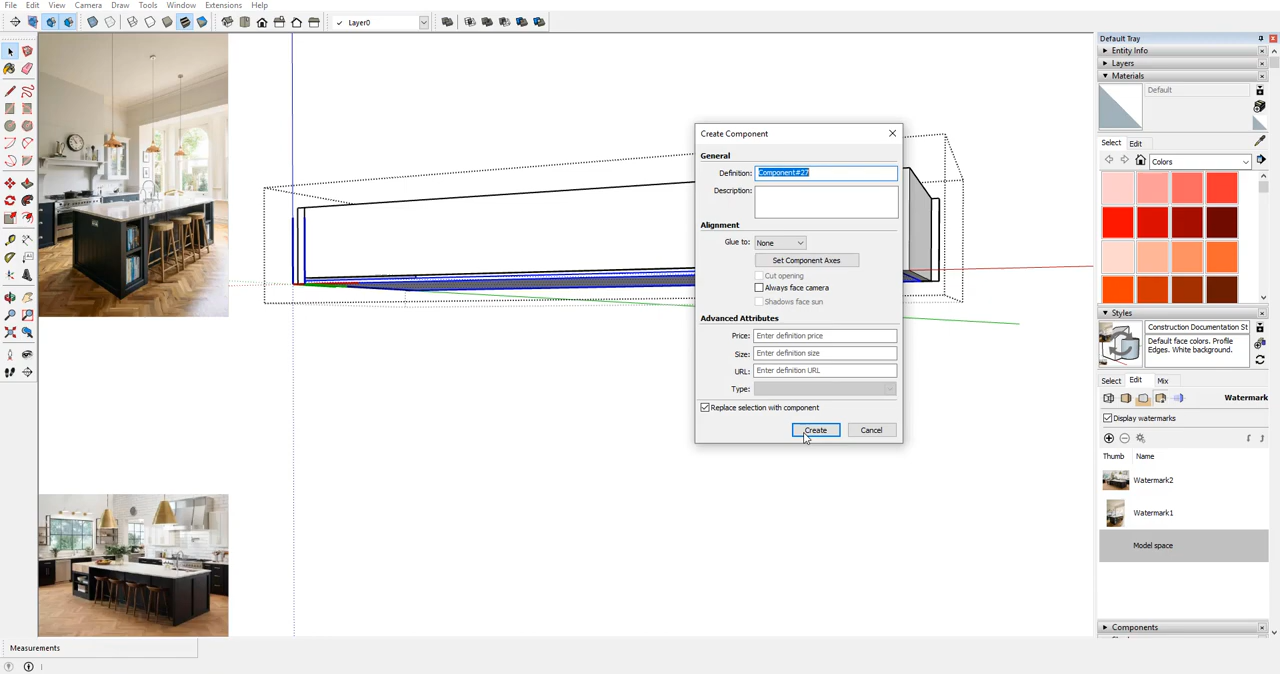 File Edit View Camera Draw Tools Window Extensions Help
Layer0
Default Tray
Entity Info
Layers
Materials
Default
Select Edit
Colors
Styles
Construction Documentation St
Default face colors. Profile
Edges. White background.
Select Edit Mix
Watermark
Display watermarks
Thumb Name
Watermark2
Watermark1
Model space
Components
Create Component
General
Definition: Component#27
Description:
Alignment
Glue to: None
Set Component Axes
Cut opening
Always face camera
Shadows face sun
Advanced Attributes
Price: Enter definition price
Size: Enter definition size
URL: Enter definition URL
Type:
Replace selection with component
Create Cancel
Measurements